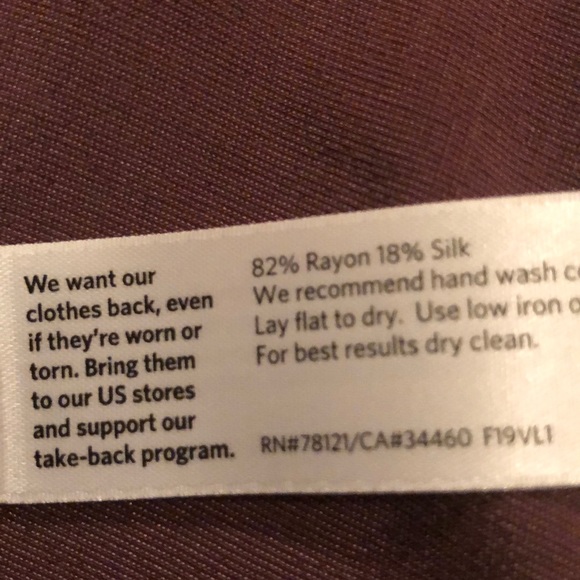 We want our
clothes back, even
if they're worn or
torn. Bring them
to our US stores
and support our
take-back program.
82% Rayon 18% Silk
We recommend hand wash
Lay flat to dry. Use low iron
For best results dry clean.
RN#78121/CA#34460 F19VL1